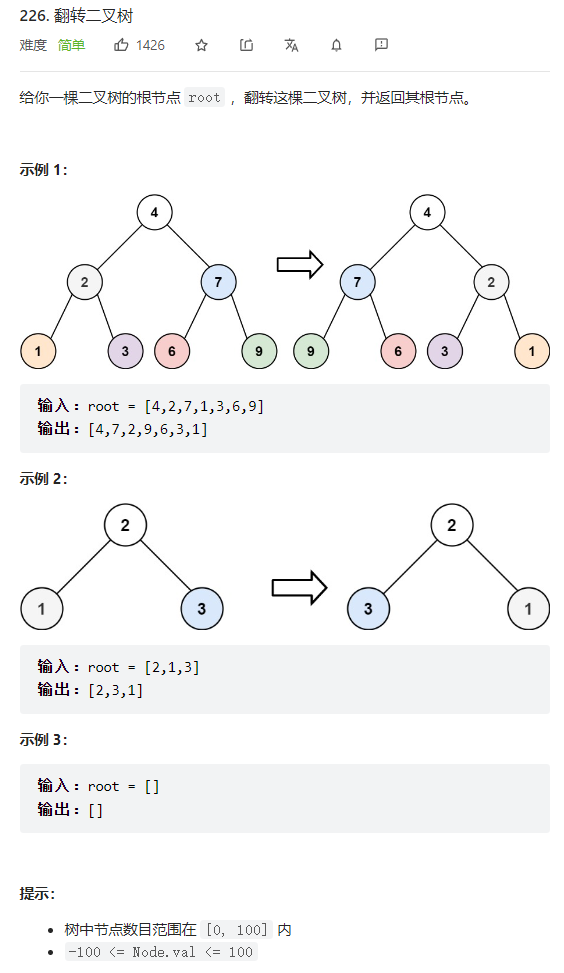 226. 翻转二叉树
难度 简单 1426
给你一棵二叉树的根节点 root ，翻转这棵二叉树，并返回其根节点。
示例 1：
4 4
2 7 7 2
1 3 6 9 9 6 3 1
输入：root = [4,2,7,1,3,6,9]
输出：[4,7,2,9,6,3,1]
示例 2：
2 2
1 3 3 1
输入：root = [2,1,3]
输出：[2,3,1]
示例 3：
输入：root = []
输出：[]
提示：
树中节点数目范围在 [0, 100] 内
-100 <= Node.val <= 100